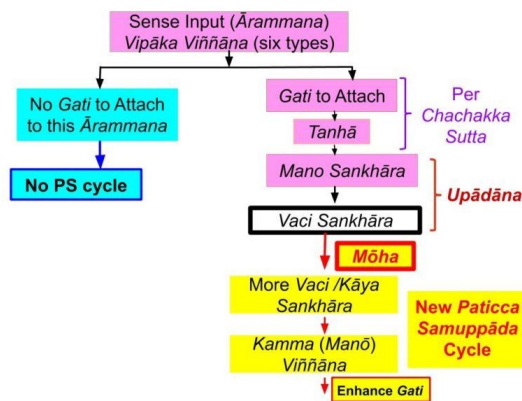 Sense Input (Ārammana)
Vipāka Viññāna (six types)
No Gati to Attach
to this Ārammana
No PS cycle
Gati to Attach
Tanhā
Per
Chachakka
Sutta
Mano Sankhāra
Upādāna
Vaci Sankhāra
Mōha
More Vaci /Kāya
Sankhāra
Kamma (Manō)
Viññāna
Enhance Gati
New Paticca
Samuppāda
Cycle